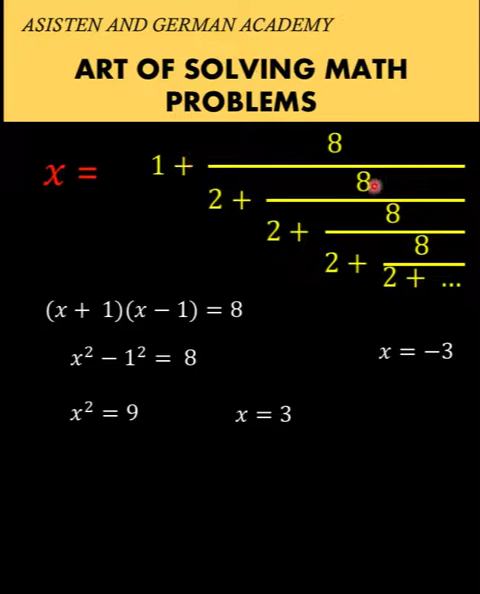 ASISTEN AND GERMAN ACADEMY
ART OF SOLVING MATH
PROBLEMS
x = 1 + 8
2 + 8
2 + 8
2 + 8
2 + ...
(x + 1)(x − 1) = 8
x² − 1² = 8
x = −3
x² = 9
x = 3